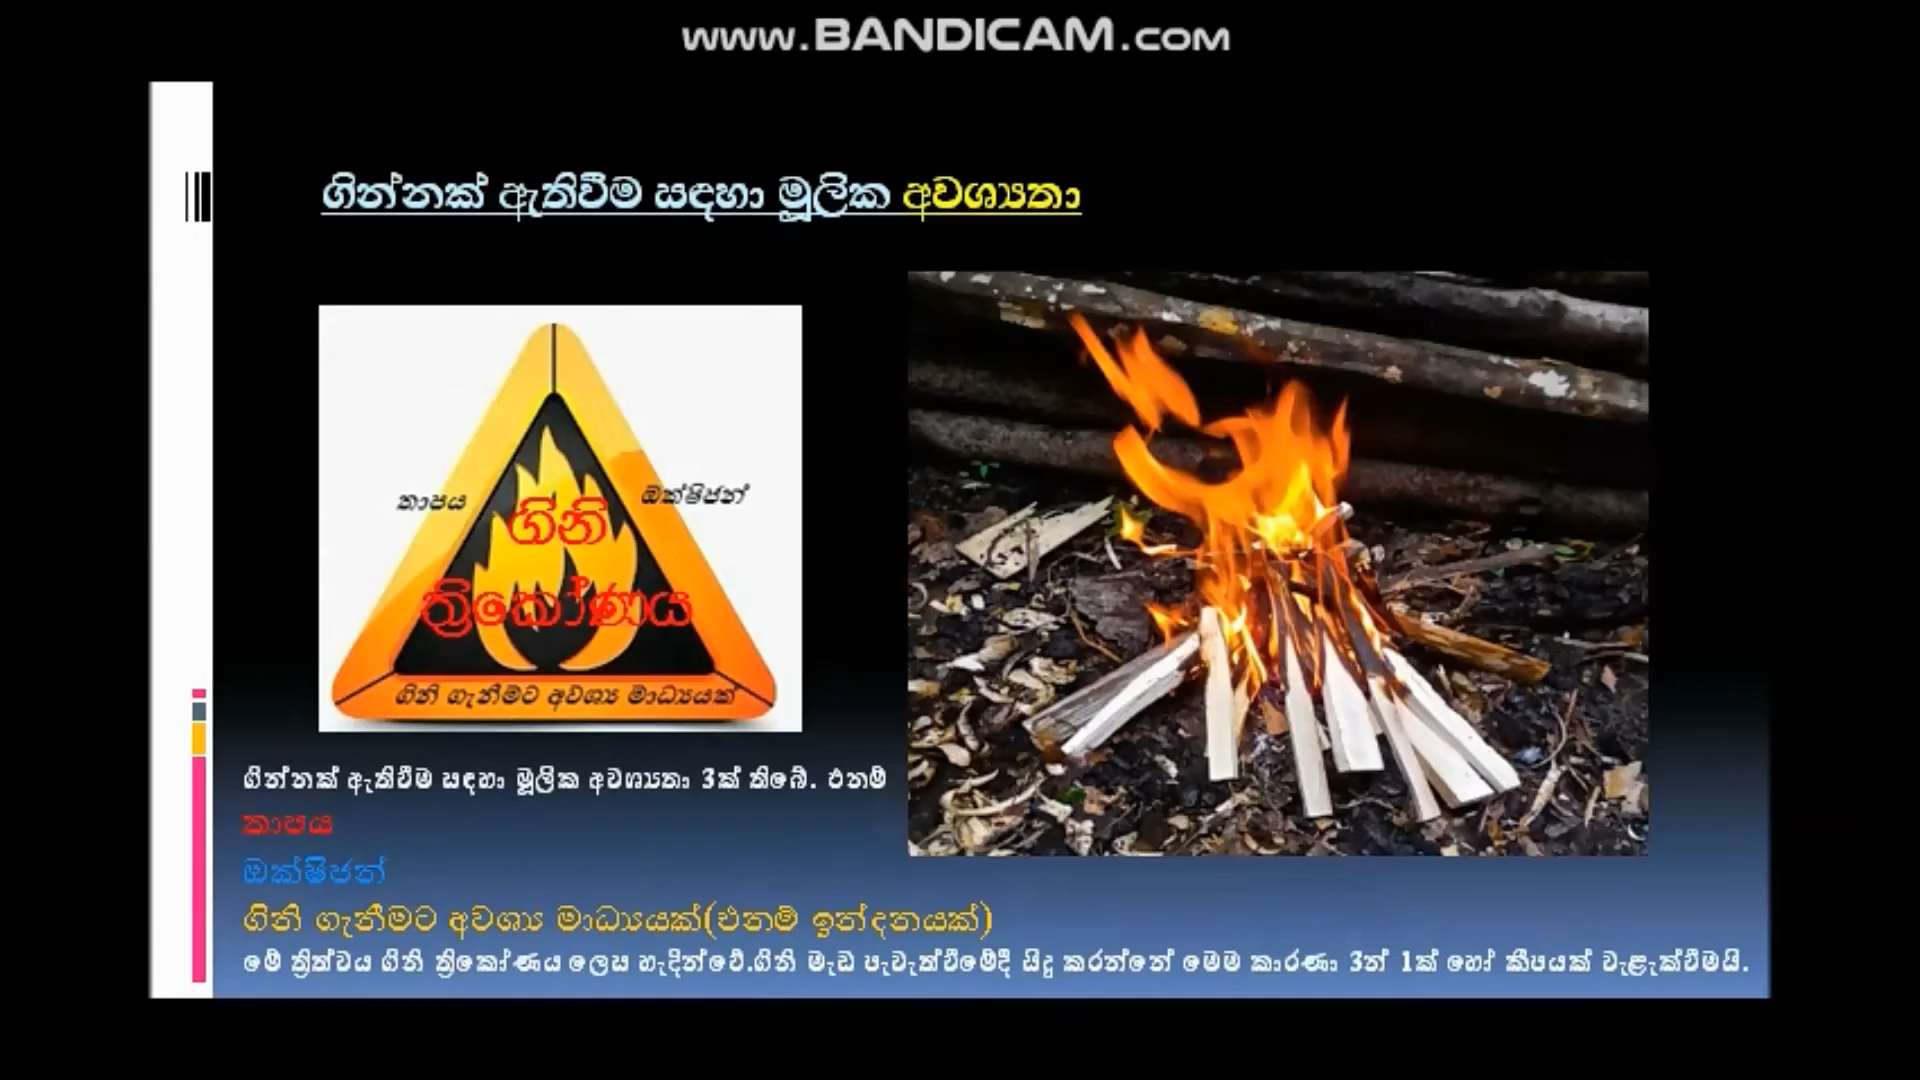 www.BANDICAM.com
ගින්නක් ඇතිවීම සඳහා මූලික අවශ්‍යතා
තාපය
ඔක්ෂිජන්
ගිනි
ත්‍රිකෝණය
ගිනි ගැනීමට අවශ්‍ය මාධ්‍යයක්
ගින්නක් ඇතිවීම සඳහා මූලික අවශ්‍යතා 3ක් තිබේ. එනම්
තාපය
ඔක්ෂිජන්
ගිනි ගැනීමට අවශ්‍ය මාධ්‍යයක්(එනම් ඉන්දනයක්)
මේ ත්‍රිත්වය ගිනි ත්‍රිකෝණය ලෙස හැදින්වේ.ගිනි මැඩ පැවැත්වීමේදී සිදු කරන්නේ මෙම කාරණා 3න් 1ක් හෝ කීපයක් වැළැක්වීමයි.